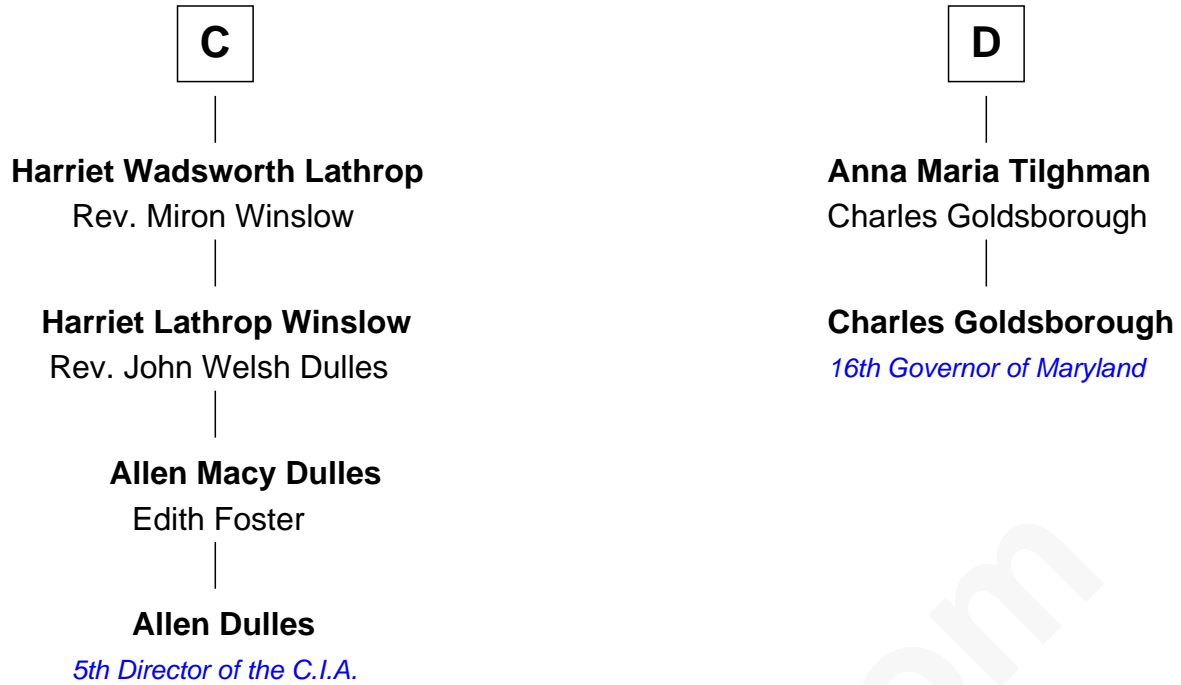 C
Harriet Wadsworth Lathrop
Rev. Miron Winslow
Harriet Lathrop Winslow
Rev. John Welsh Dulles
Allen Macy Dulles
Edith Foster
Allen Dulles
5th Director of the C.I.A.
D
Anna Maria Tilghman
Charles Goldsborough
Charles Goldsborough
16th Governor of Maryland
om